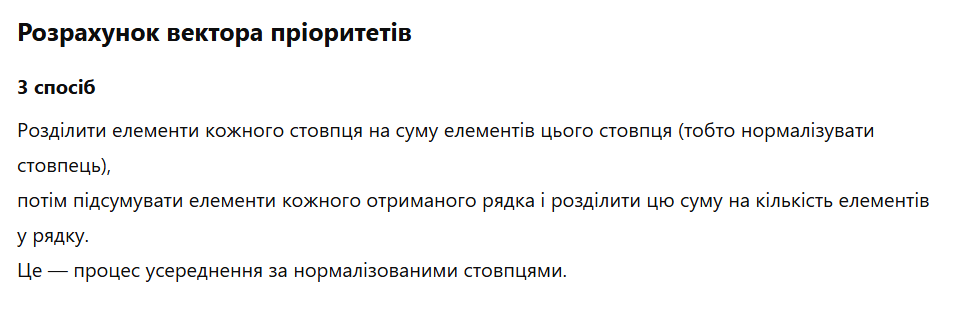 Розрахунок вектора пріоритетів
3 спосіб
Розділити елементи кожного стовпця на суму елементів цього стовпця (тобто нормалізувати
стовпець),
потім підсумувати елементи кожного отриманого рядка і розділити цю суму на кількість елементів
у рядку.
Це — процес усереднення за нормалізованими стовпцями.